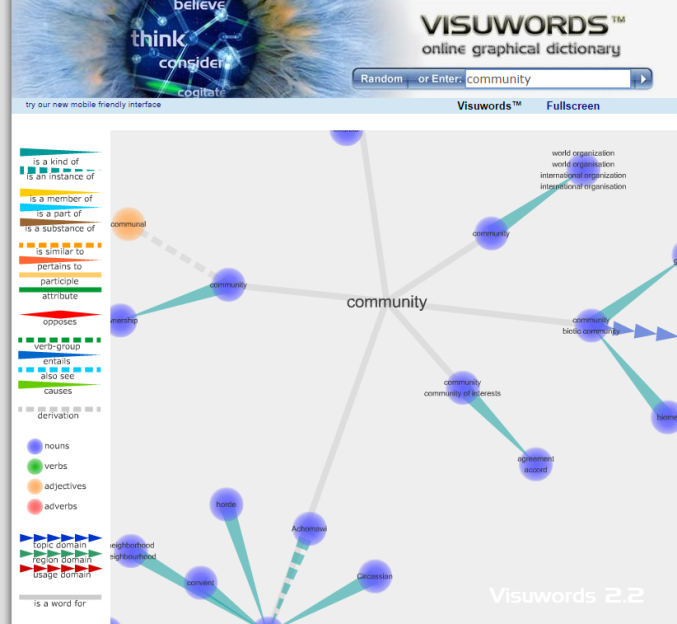 believe
think
consider
cogitate
VISUWORDS™
online graphical dictionary
Random or Enter: community
try our new mobile friendly interface
Visuwords™ Fullscreen
is a kind of
is an instance of
is a member of
is a part of
is a substance of
is similar to
pertains to
participle
attribute
opposes
verb-group
entails
also see
causes
derivation
nouns
verbs
adjectives
adverbs
topic domain
region domain
usage domain
is a word for
world organization
world organisation
international organization
international organisation
community
communal
community
nership
community
community
biotic community
community
community of interests
biome
agreement
accord
horde
Achomawi
eighborhood
eighbourhood
convent
Circassian
Visuwords 2.2